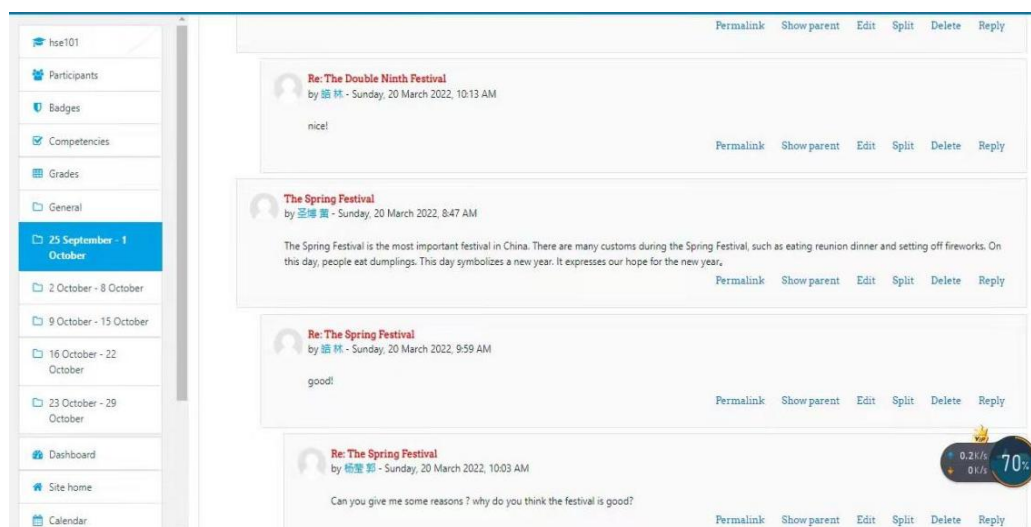 hse101
Participants
Badges
Competencies
Grades
General
25 September - 1
October
2 October - 8 October
9 October - 15 October
16 October - 22
October
23 October - 29
October
Dashboard
Site home
Calendar
Permalink Show parent Edit Split Delete Reply
Re: The Double Ninth Festival
by 林 - Sunday, 20 March 2022, 10:13 AM
nice!
Permalink Show parent Edit Split Delete Reply
The Spring Festival
by 圣博 黄 - Sunday, 20 March 2022, 8:47 AM
The Spring Festival is the most important festival in China. There are many customs during the Spring Festival, such as eating reunion dinner and setting off fireworks. On
this day, people eat dumplings. This day symbolizes a new year. It expresses our hope for the new year。
Permalink Show parent Edit Split Delete Reply
Re: The Spring Festival
by 林 - Sunday, 20 March 2022, 9:59 AM
good!
Permalink Show parent Edit Split Delete Reply
Re: The Spring Festival
by 郭 - Sunday, 20 March 2022, 10:03 AM
Can you give me some reasons ? why do you think the festival is good?
Permalink Show parent Edit Split Delete Reply
VIP
0.2K/s
0K/s
70%